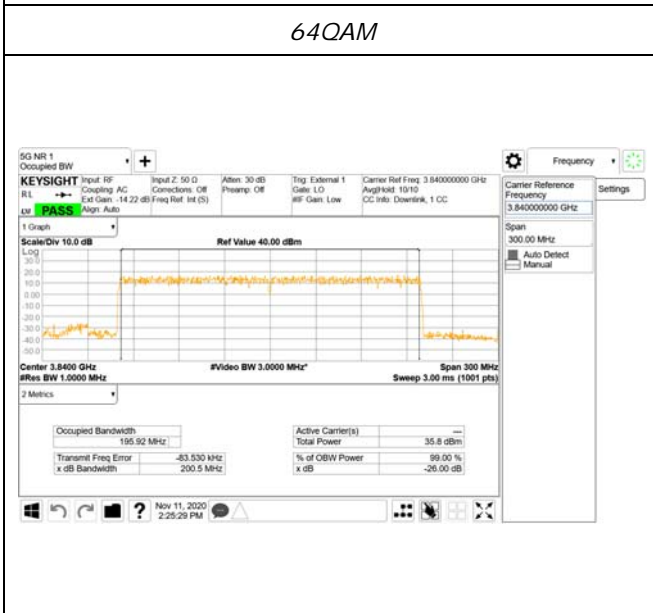 64QAM
5G NR 1
Occupied BW
+
Frequency
KEYSIGHT
RL
PASS
Input: RF
Coupling: AC
Ext Gain: -14.22 dB
Align: Auto
Input Z: 50 Ω
Corrections: Off
Freq Ref: Int (S)
Atten: 30 dB
Preamp: Off
Trig: External 1
Gate: LO
#IF Gain: Low
Carrier Ref Freq: 3.840000000 GHz
Avg|Hold: 10/10
CC Info: Downlink, 1 CC
Carrier Reference
Frequency
3.840000000 GHz
Settings
Span
300.00 MHz
Auto Detect
Manual
1 Graph
Scale/Div 10.0 dB
Ref Value 40.00 dBm
Log
30.0
20.0
10.0
0.00
-10.0
-20.0
-30.0
-40.0
-50.0
Center 3.8400 GHz
#Video BW 3.0000 MHz*
Span 300 MHz
#Res BW 1.0000 MHz
Sweep 3.00 ms (1001 pts)
2 Metrics
Occupied Bandwidth
195.92 MHz
Transmit Freq Error -83.530 kHz
x dB Bandwidth 200.5 MHz
Active Carrier(s) ---
Total Power 35.8 dBm
% of OBW Power 99.00 %
x dB -26.00 dB
?
Nov 11, 2020
2:25:29 PM